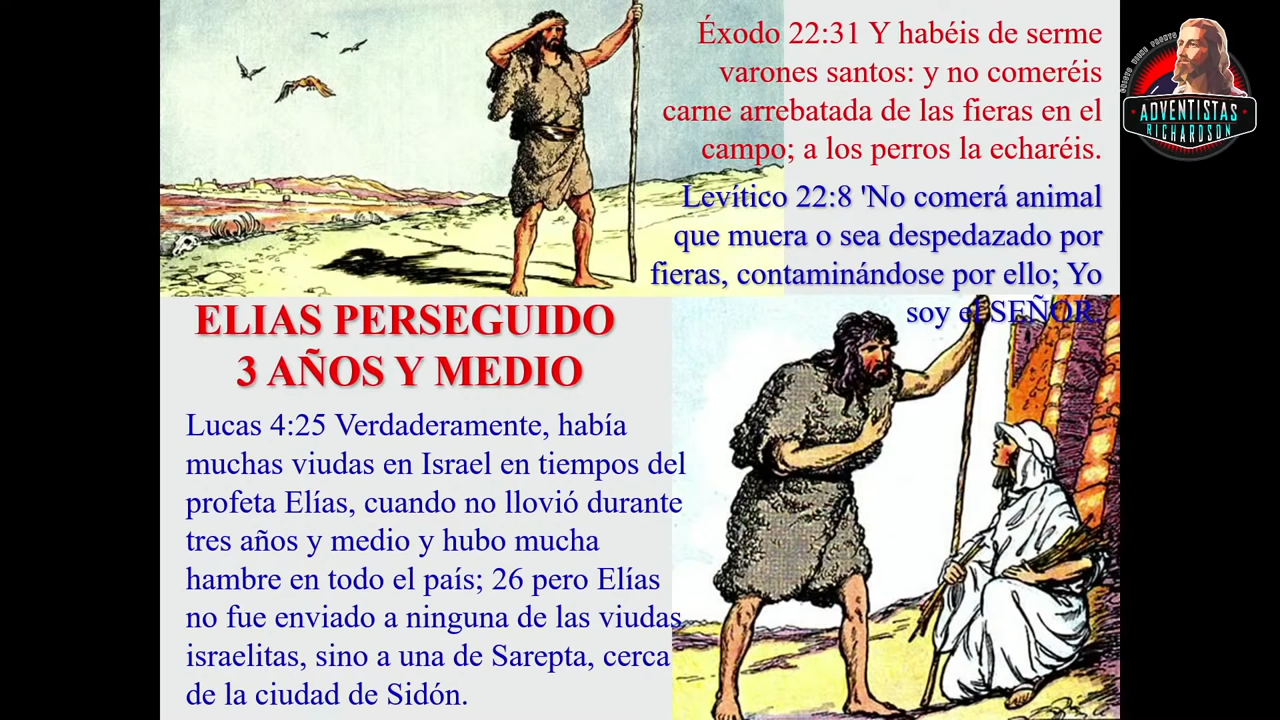 Éxodo 22:31 Y habéis de serme
varones santos: y no comeréis
carne arrebatada de las fieras en el
campo; a los perros la echaréis.
Levítico 22:8 'No comerá animal
que muera o sea despedazado por
fieras, contaminándose por ello; Yo
soy el SEÑOR.
CRISTO VIENE PRONTO
ADVENTISTAS
RICHARDSON
ELIAS PERSEGUIDO
3 AÑOS Y MEDIO
Lucas 4:25 Verdaderamente, había
muchas viudas en Israel en tiempos del
profeta Elías, cuando no llovió durante
tres años y medio y hubo mucha
hambre en todo el país; 26 pero Elías
no fue enviado a ninguna de las viudas
israelitas, sino a una de Sarepta, cerca
de la ciudad de Sidón.